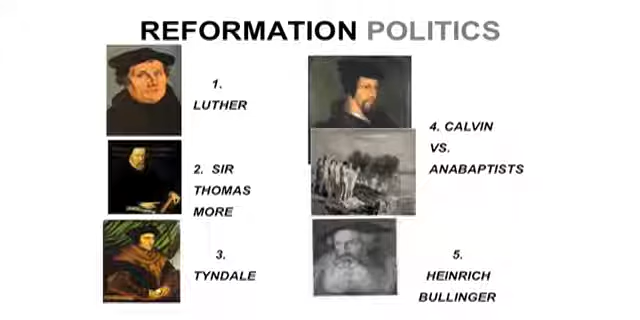 REFORMATION POLITICS
1.
LUTHER
2. SIR
THOMAS
MORE
3.
TYNDALE
4. CALVIN
VS.
ANABAPTISTS
5.
HEINRICH
BULLINGER